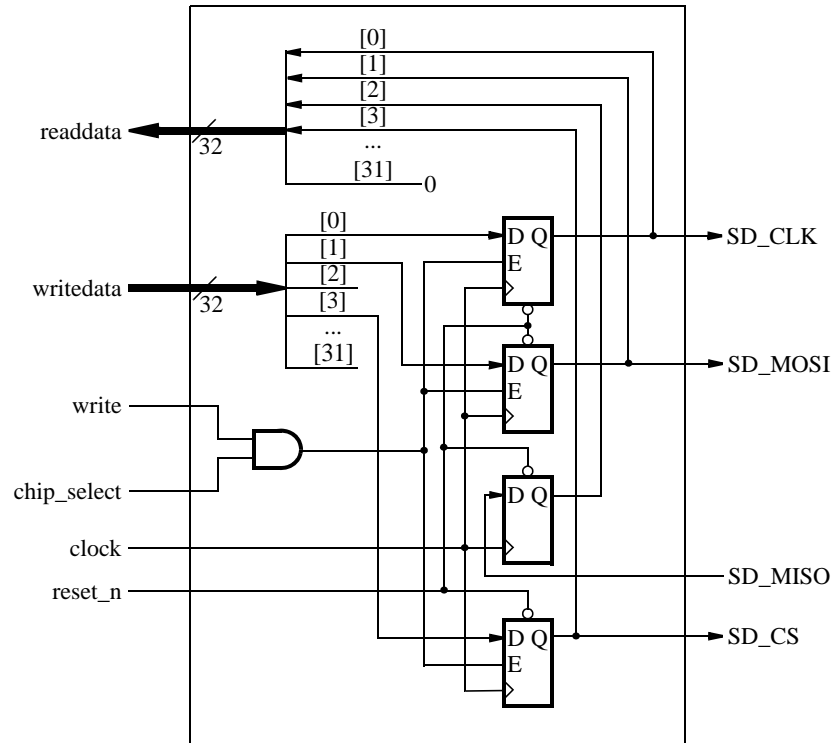 [0]
[1]
[2]
[3]
...
[31] 0
readdata
32
[0]
[1]
[2]
[3]
...
[31]
writedata
32
write
chip_select
clock
reset_n
D Q
E
SD_CLK
D Q
E
SD_MOSI
D Q
SD_MISO
D Q
E
SD_CS